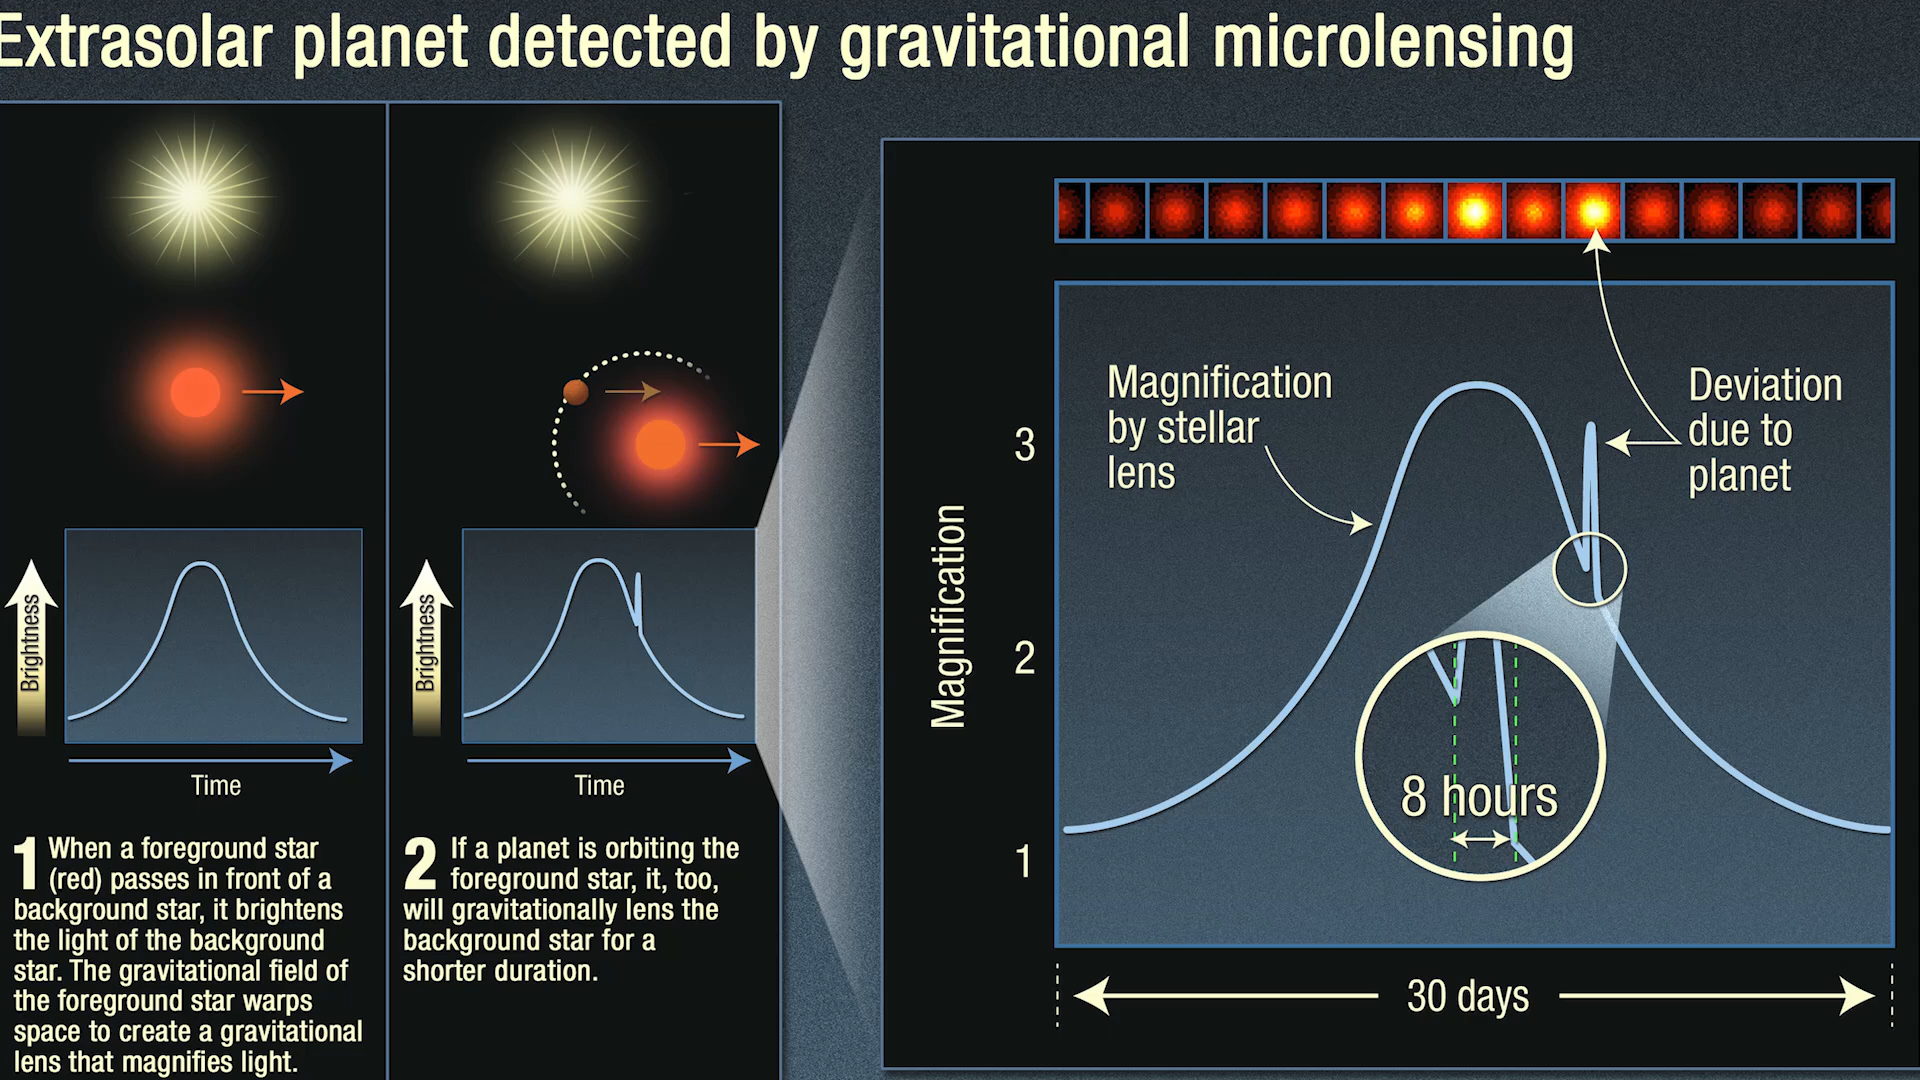 Extrasolar planet detected by gravitational microlensing
Brightness
Time
1 When a foreground star
(red) passes in front of a
background star, it brightens
the light of the background
star. The gravitational field of
the foreground star warps
space to create a gravitational
lens that magnifies light.
Brightness
Time
2 If a planet is orbiting the
foreground star, it, too,
will gravitationally lens the
background star for a
shorter duration.
Magnification
3
2
1
Magnification
by stellar
lens
Deviation
due to
planet
8 hours
30 days